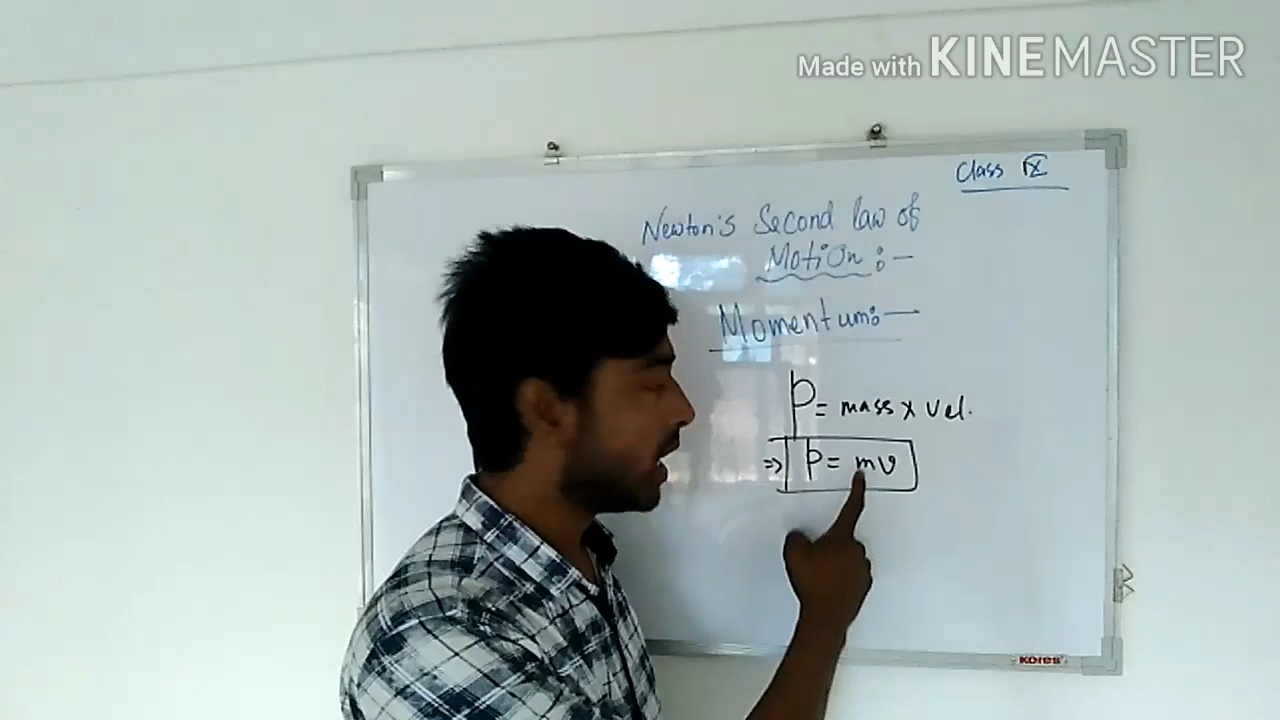 Made with KINEMASTER
Class IX
Newton's Second law of
Motion :-
Momentum:-
P = mass x vel.
⇒ P = mv
KORES